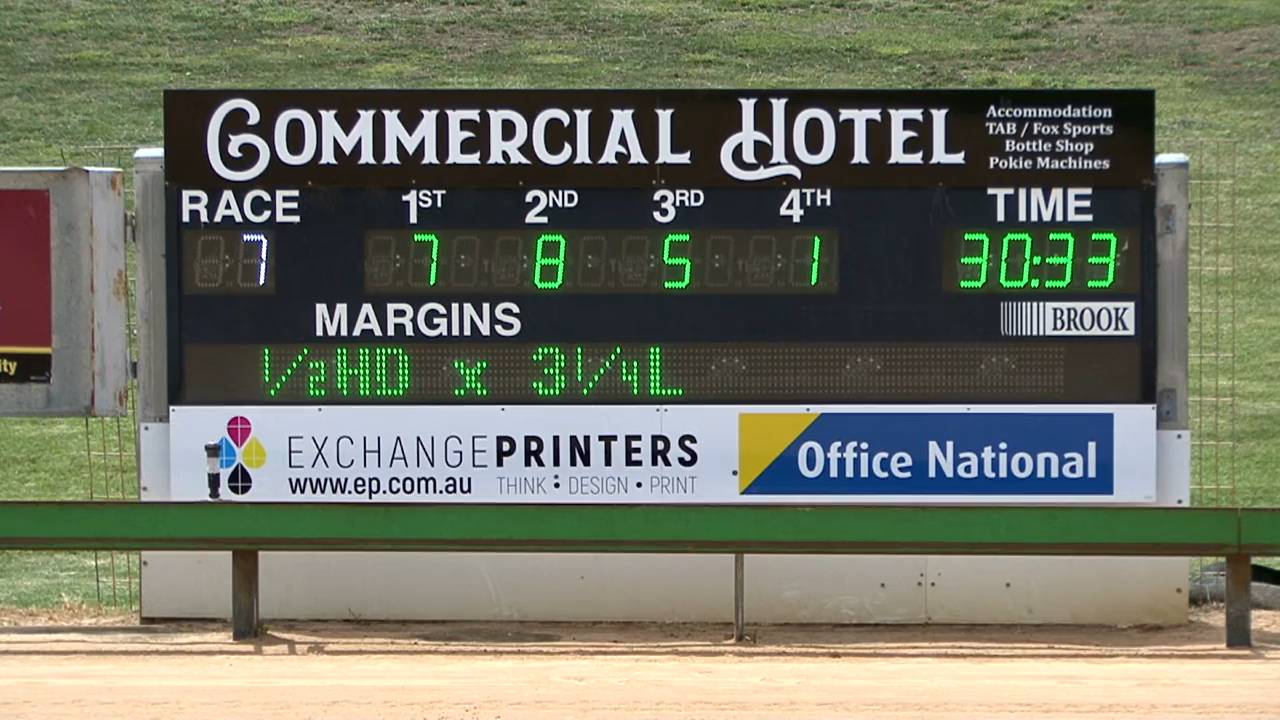 COMMERCIAL HOTEL
Accommodation
TAB / Fox Sports
Bottle Shop
Pokie Machines
RACE 1ST 2ND 3RD 4TH TIME
7 7 8 5 1 30:33
MARGINS
BROOK
1/2HD x 3 1/4L
EXCHANGEPRINTERS
www.ep.com.au THINK • DESIGN • PRINT
Office National
ity